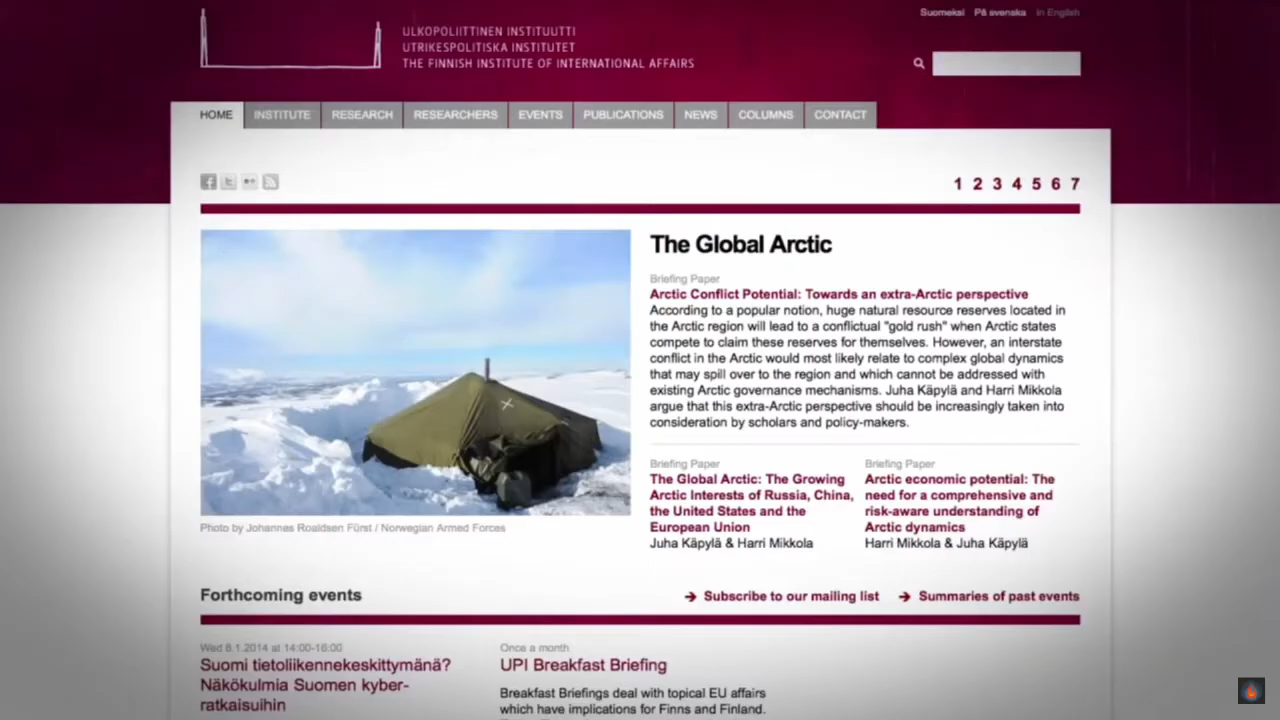 Suomeksi På svenska in English
ULKOPOLIITTINEN INSTITUUTTI
UTRIKESPOLITISKA INSTITUTET
THE FINNISH INSTITUTE OF INTERNATIONAL AFFAIRS
HOME INSTITUTE RESEARCH RESEARCHERS EVENTS PUBLICATIONS NEWS COLUMNS CONTACT
1 2 3 4 5 6 7
The Global Arctic
Briefing Paper
Arctic Conflict Potential: Towards an extra-Arctic perspective
According to a popular notion, huge natural resource reserves located in
the Arctic region will lead to a conflictual "gold rush" when Arctic states
compete to claim these reserves for themselves. However, an interstate
conflict in the Arctic would most likely relate to complex global dynamics
that may spill over to the region and which cannot be addressed with
existing Arctic governance mechanisms. Juha Käpylä and Harri Mikkola
argue that this extra-Arctic perspective should be increasingly taken into
consideration by scholars and policy-makers.
Photo by Johannes Roaldsen Fürst / Norwegian Armed Forces
Briefing Paper
The Global Arctic: The Growing
Arctic Interests of Russia, China,
the United States and the
European Union
Juha Käpylä & Harri Mikkola
Briefing Paper
Arctic economic potential: The
need for a comprehensive and
risk-aware understanding of
Arctic dynamics
Harri Mikkola & Juha Käpylä
Forthcoming events
Subscribe to our mailing list
Summaries of past events
Wed 8.1.2014 at 14:00-16:00
Suomi tietoliikennekeskittymänä?
Näkökulmia Suomen kyber-
ratkaisuihin
Once a month
UPI Breakfast Briefing
Breakfast Briefings deal with topical EU affairs
which have implications for Finns and Finland.